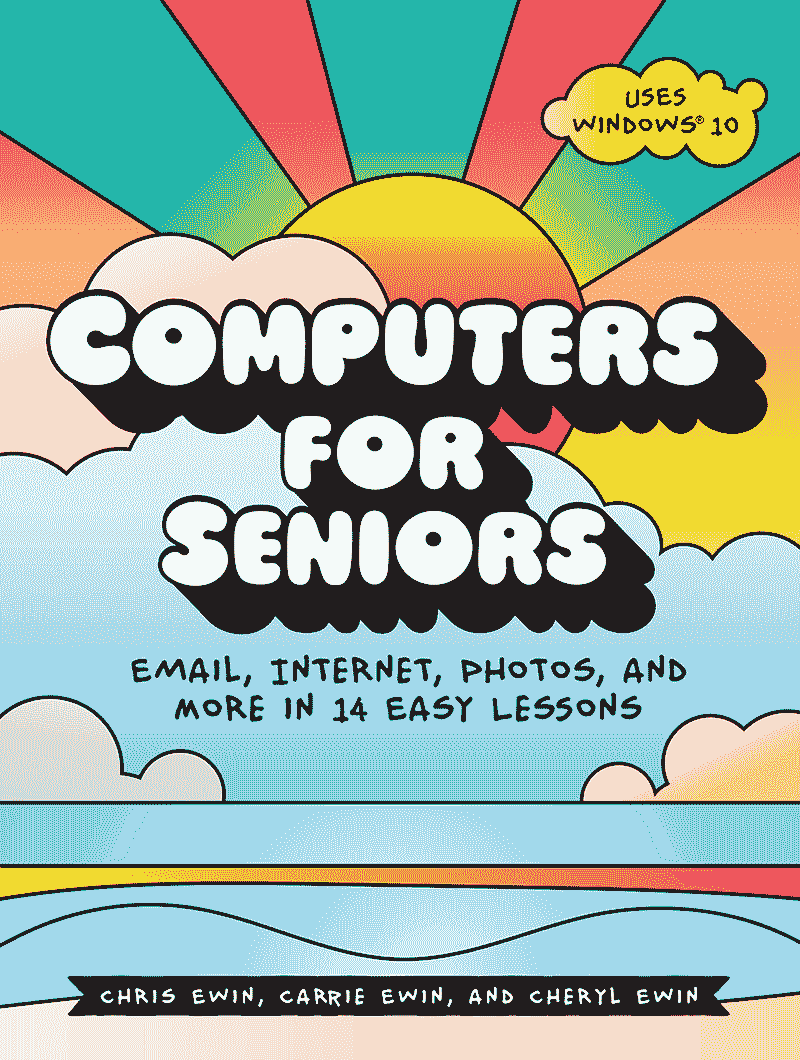 USES
WINDOWS® 10
COMPUTERS
FOR
SENIORS
EMAIL, INTERNET, PHOTOS, AND
MORE IN 14 EASY LESSONS
CHRIS EWIN, CARRIE EWIN, AND CHERYL EWIN